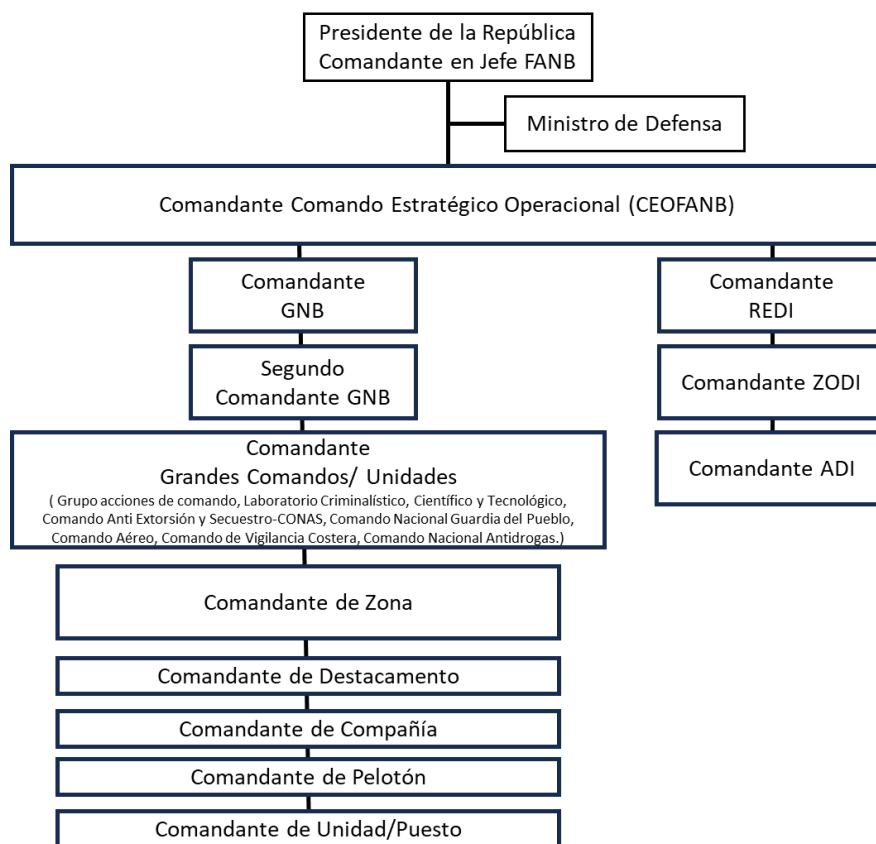 Presidente de la República
Comandante en Jefe FANB
Ministro de Defensa
Comandante Comando Estratégico Operacional (CEOFANB)
Comandante
GNB
Comandante
REDI
Segundo
Comandante GNB
Comandante ZODI
Comandante
Grandes Comandos/ Unidades
( Grupo acciones de comando, Laboratorio Criminalístico, Científico y Tecnológico,
Comando Anti Extorsión y Secuestro-CONAS, Comando Nacional Guardia del Pueblo,
Comando Aéreo, Comando de Vigilancia Costera, Comando Nacional Antidrogas.)
Comandante ADI
Comandante de Zona
Comandante de Destacamento
Comandante de Compañía
Comandante de Pelotón
Comandante de Unidad/Puesto